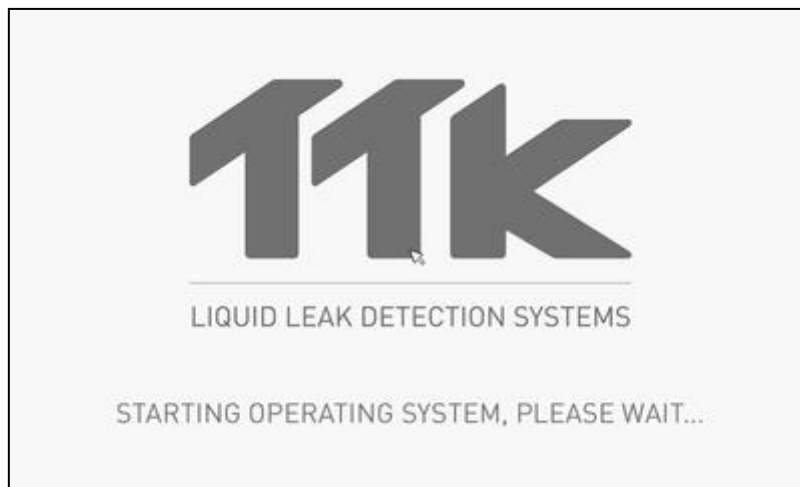 TTK
LIQUID LEAK DETECTION SYSTEMS
STARTING OPERATING SYSTEM, PLEASE WAIT...